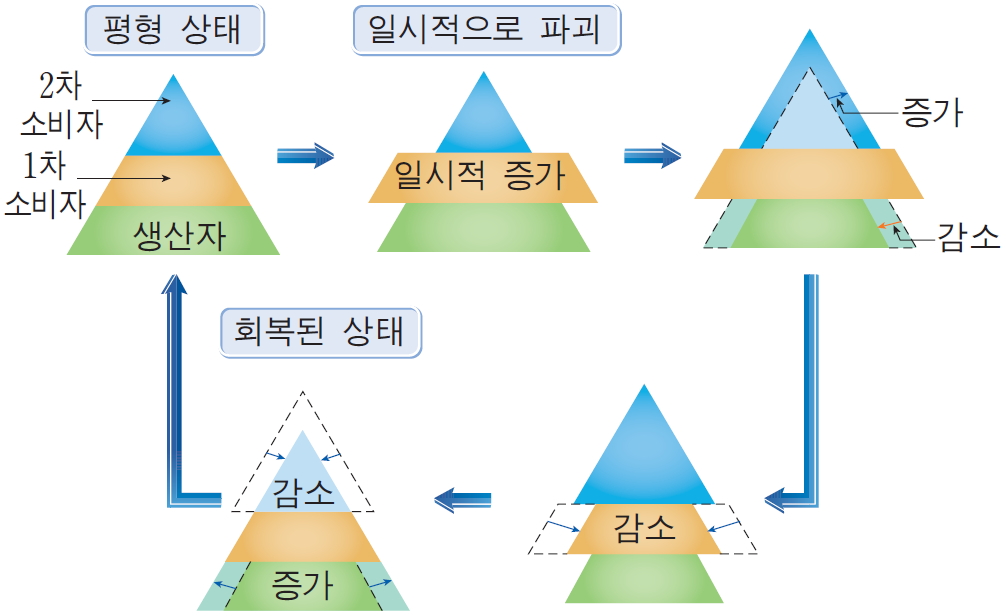 평형 상태
일시적으로 파괴
2차
소비자
1차
소비자
생산자
일시적 증가
증가
감소
회복된 상태
감소
증가
감소